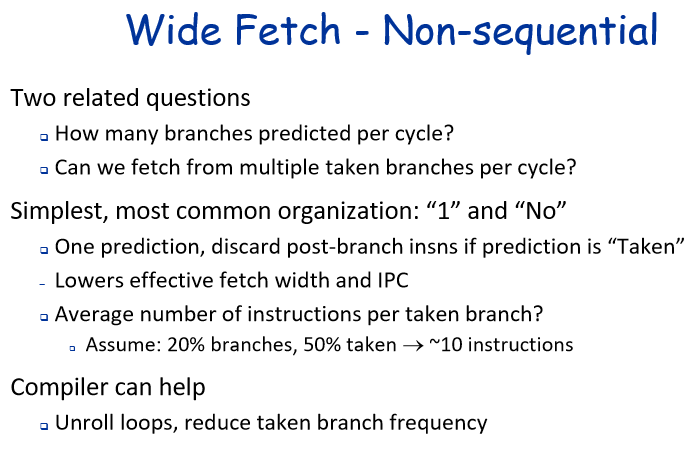 Wide Fetch - Non-sequential
Two related questions
How many branches predicted per cycle?
Can we fetch from multiple taken branches per cycle?
Simplest, most common organization: “1” and “No”
One prediction, discard post-branch insns if prediction is “Taken”
– Lowers effective fetch width and IPC
Average number of instructions per taken branch?
Assume: 20% branches, 50% taken → ~10 instructions
Compiler can help
Unroll loops, reduce taken branch frequency